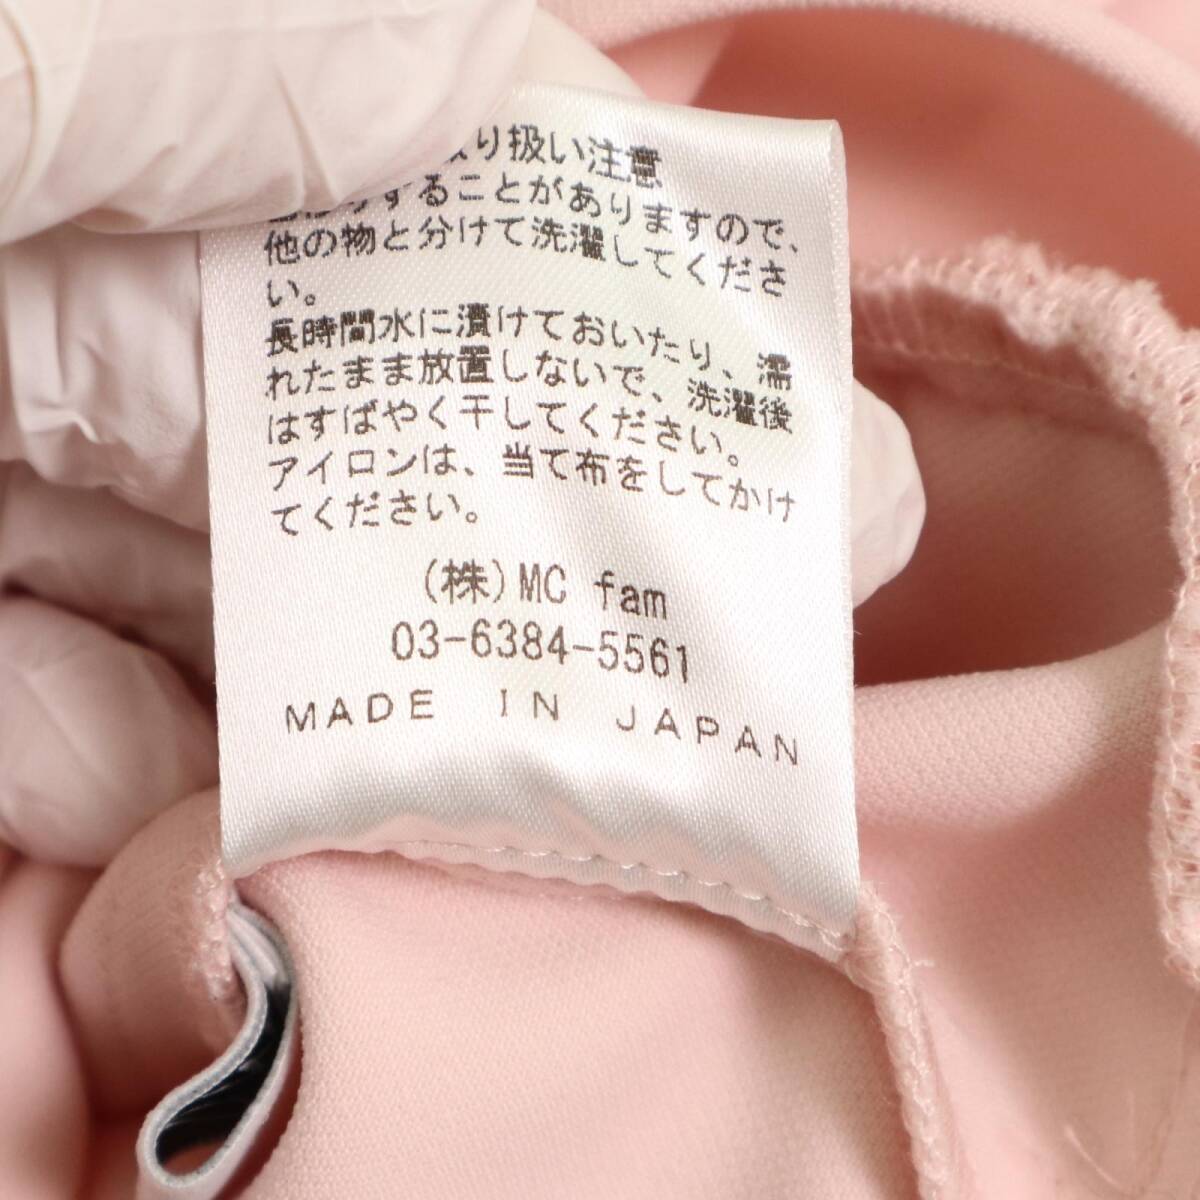 り扱い注意
することがありますので、
他の物と分けて洗濯してくださ
い。
長時間水に漬けておいたり、濡
れたまま放置しないで、洗濯後
はすばやく干してください。
アイロンは、当て布をしてかけ
てください。
(株)MC fam
03-6384-5561
MADE IN JAPAN